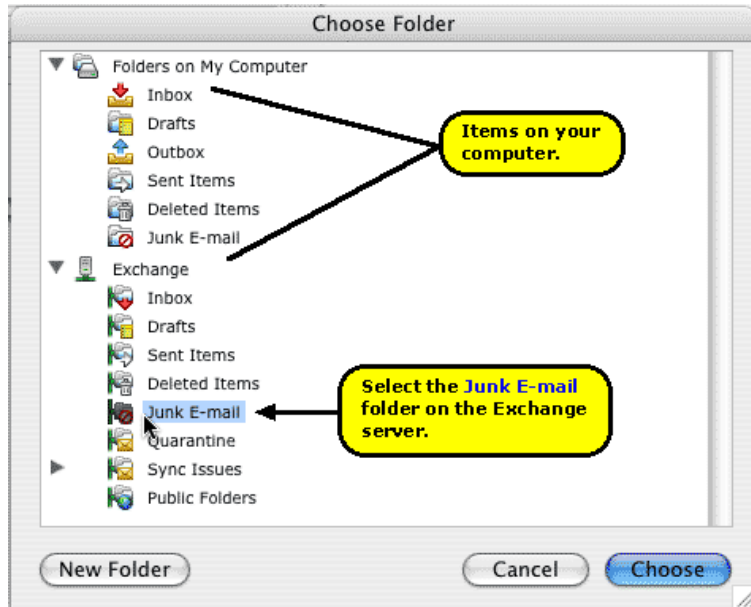 Choose Folder
Folders on My Computer
Inbox
Drafts
Outbox
Sent Items
Deleted Items
Junk E-mail
Items on your
computer.
Exchange
Inbox
Drafts
Sent Items
Deleted Items
Junk E-mail
Quarantine
Sync Issues
Public Folders
Select the Junk E-mail
folder on the Exchange
server.
New Folder
Cancel
Choose